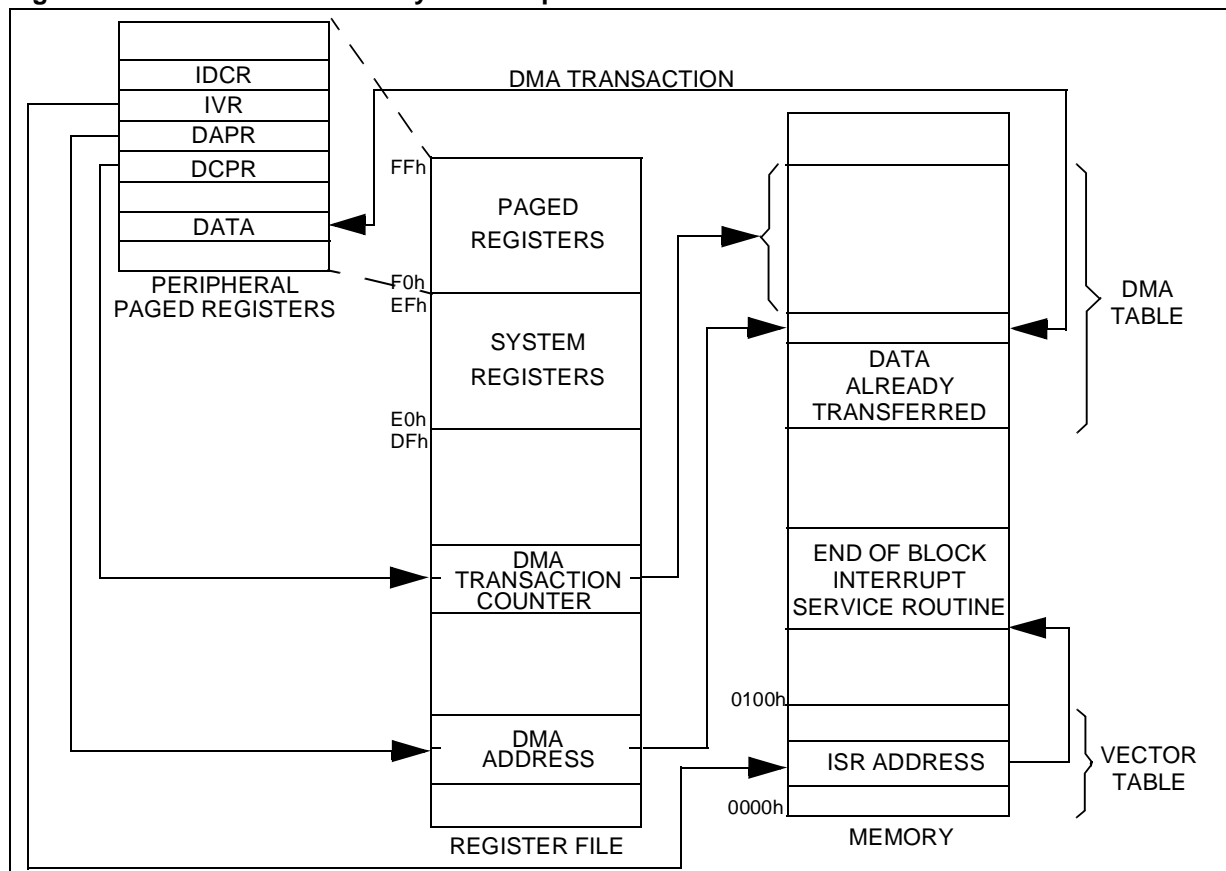 DMA TRANSACTION
IDCR
IVR
DAPR
DCPR
DATA
PERIPHERAL
PAGED REGISTERS
FFh
PAGED
REGISTERS
F0h
EFh
SYSTEM
REGISTERS
E0h
DFh
DMA
TRANSACTION
COUNTER
DMA
ADDRESS
REGISTER FILE
DATA
ALREADY
TRANSFERRED
DMA
TABLE
END OF BLOCK
INTERRUPT
SERVICE ROUTINE
0100h
ISR ADDRESS
VECTOR
TABLE
0000h
MEMORY